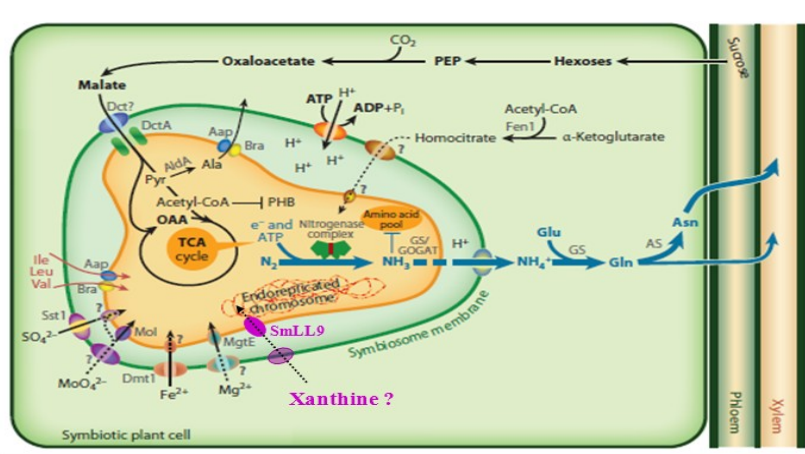 CO2
Oxaloacetate
PEP
Hexoses
Sucrose
Malate
Dct?
DctA
Aap
Bra
ATP
H+
ADP+Pi
H+
H+
H+
?
Acetyl-CoA
Fen1
Homocitrate
α-Ketoglutarate
Pyr
AldA
Ala
Acetyl-CoA
PHB
?
OAA
TCA
cycle
e− and
ATP
Nitrogenase
complex
Amino acid
pool
GS/
GOGAT
H+
N2
NH3
NH4+
Glu
GS
Gln
AS
Asn
Ile
Leu
Val
Aap
Bra
Endoreplicated
chromosome
SmLL9
Symbiosome membrane
Sst1
SO42−
?
Mol
?
MoO42−
Dmt1
?
Fe2+
MgtE
?
Mg2+
Xanthine ?
Symbiotic plant cell
Phloem
Xylem